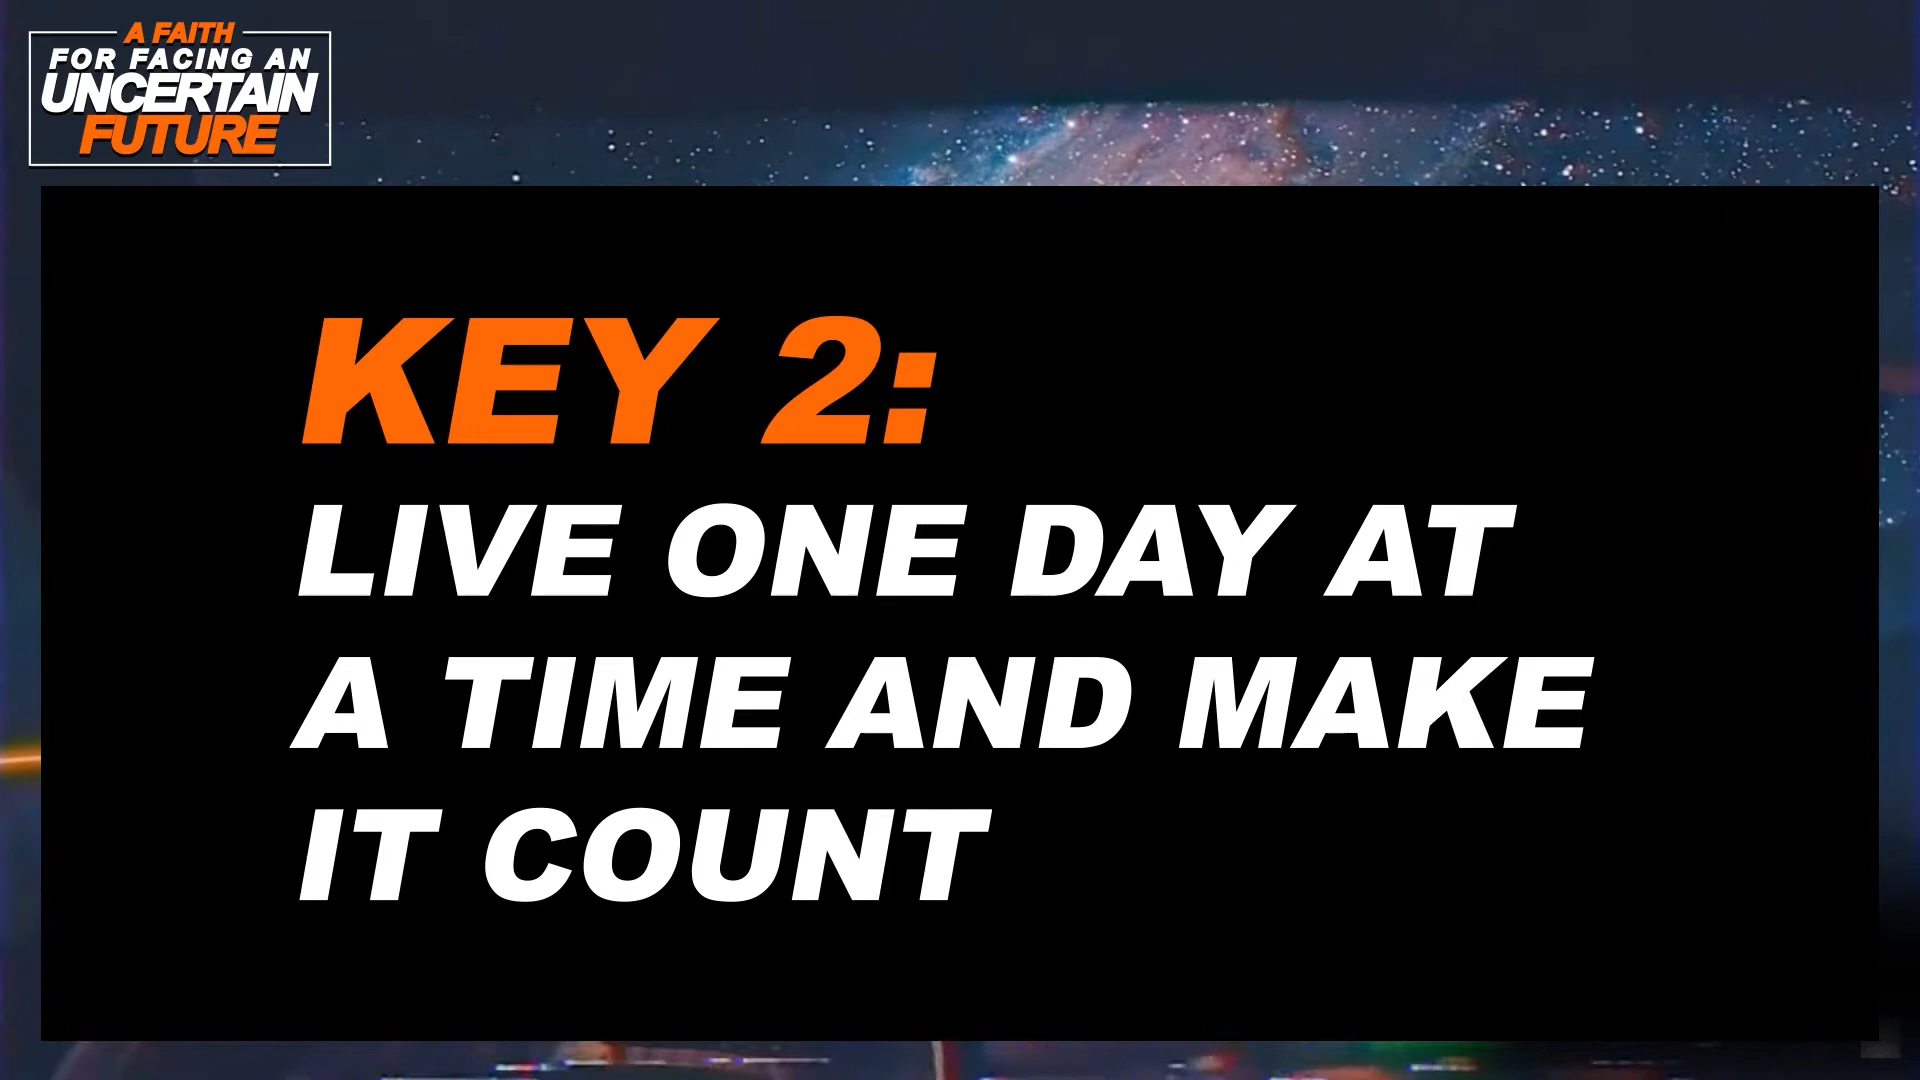 A FAITH
FOR FACING AN
UNCERTAIN
FUTURE
KEY 2:
LIVE ONE DAY AT
A TIME AND MAKE
IT COUNT